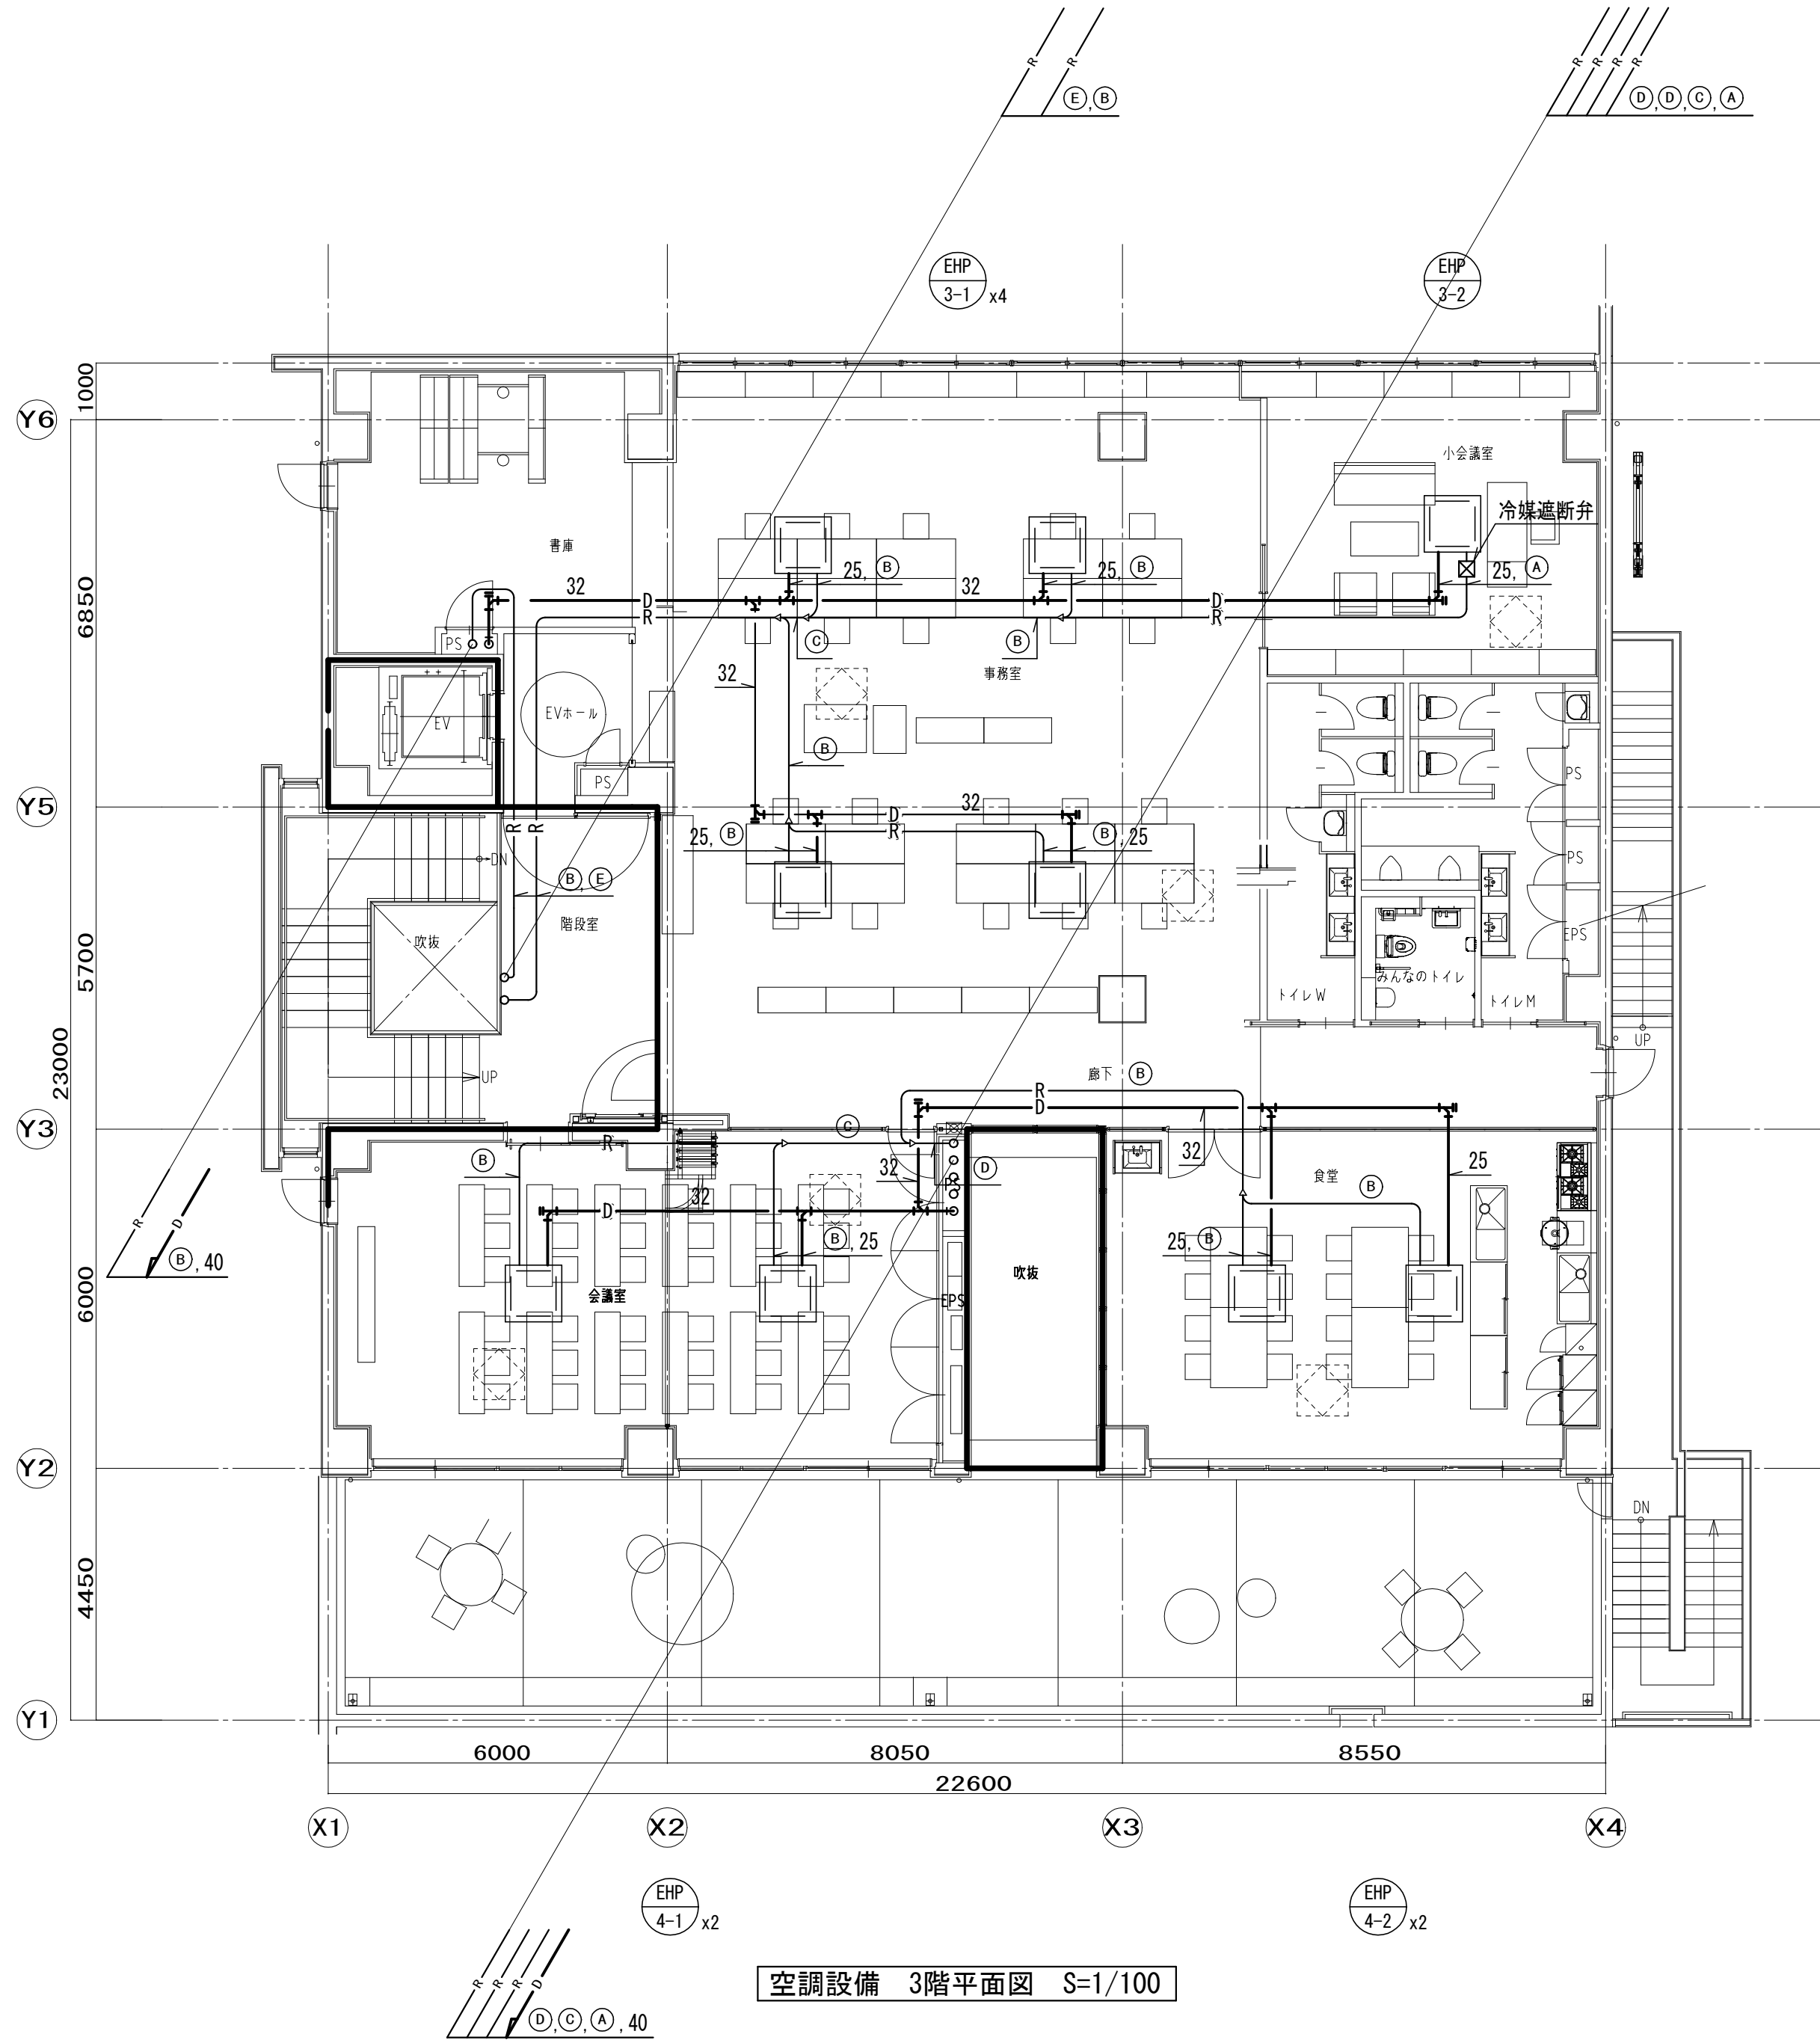 R R
Ⓔ,Ⓑ
R R R R
Ⓓ,Ⓓ,Ⓒ,Ⓐ
EHP
3-1 x4
EHP
3-2
1000
Y6
小会議室
冷媒遮断弁
書庫
25,Ⓑ
25,Ⓑ
25,Ⓐ
32
D
32
D
R
R
6850
PS
Ⓒ
Ⓑ
32
事務室
EV
EVホール
Ⓑ
PS
PS
Y5
32
D
R
R R
25,Ⓑ
Ⓑ,25
DN
PS
Ⓑ,Ⓔ
階段室
吹抜
EPS
5700
みんなのトイレ
トイレW
トイレM
23000
UP
UP
廊下
Ⓑ
R
D
Y3
Ⓒ
R
32
Ⓑ
32
Ⓓ
PS
食堂
25
Ⓑ
32
D
R
D
Ⓑ,25
25,Ⓑ
Ⓑ,40
6000
会議室
吹抜
EPS
Y2
DN
4450
Y1
6000
8050
8550
22600
X1
X2
X3
X4
EHP
4-1 x2
EHP
4-2 x2
R R R D
Ⓓ,Ⓒ,Ⓐ,40
空調設備 3階平面図 S=1/100